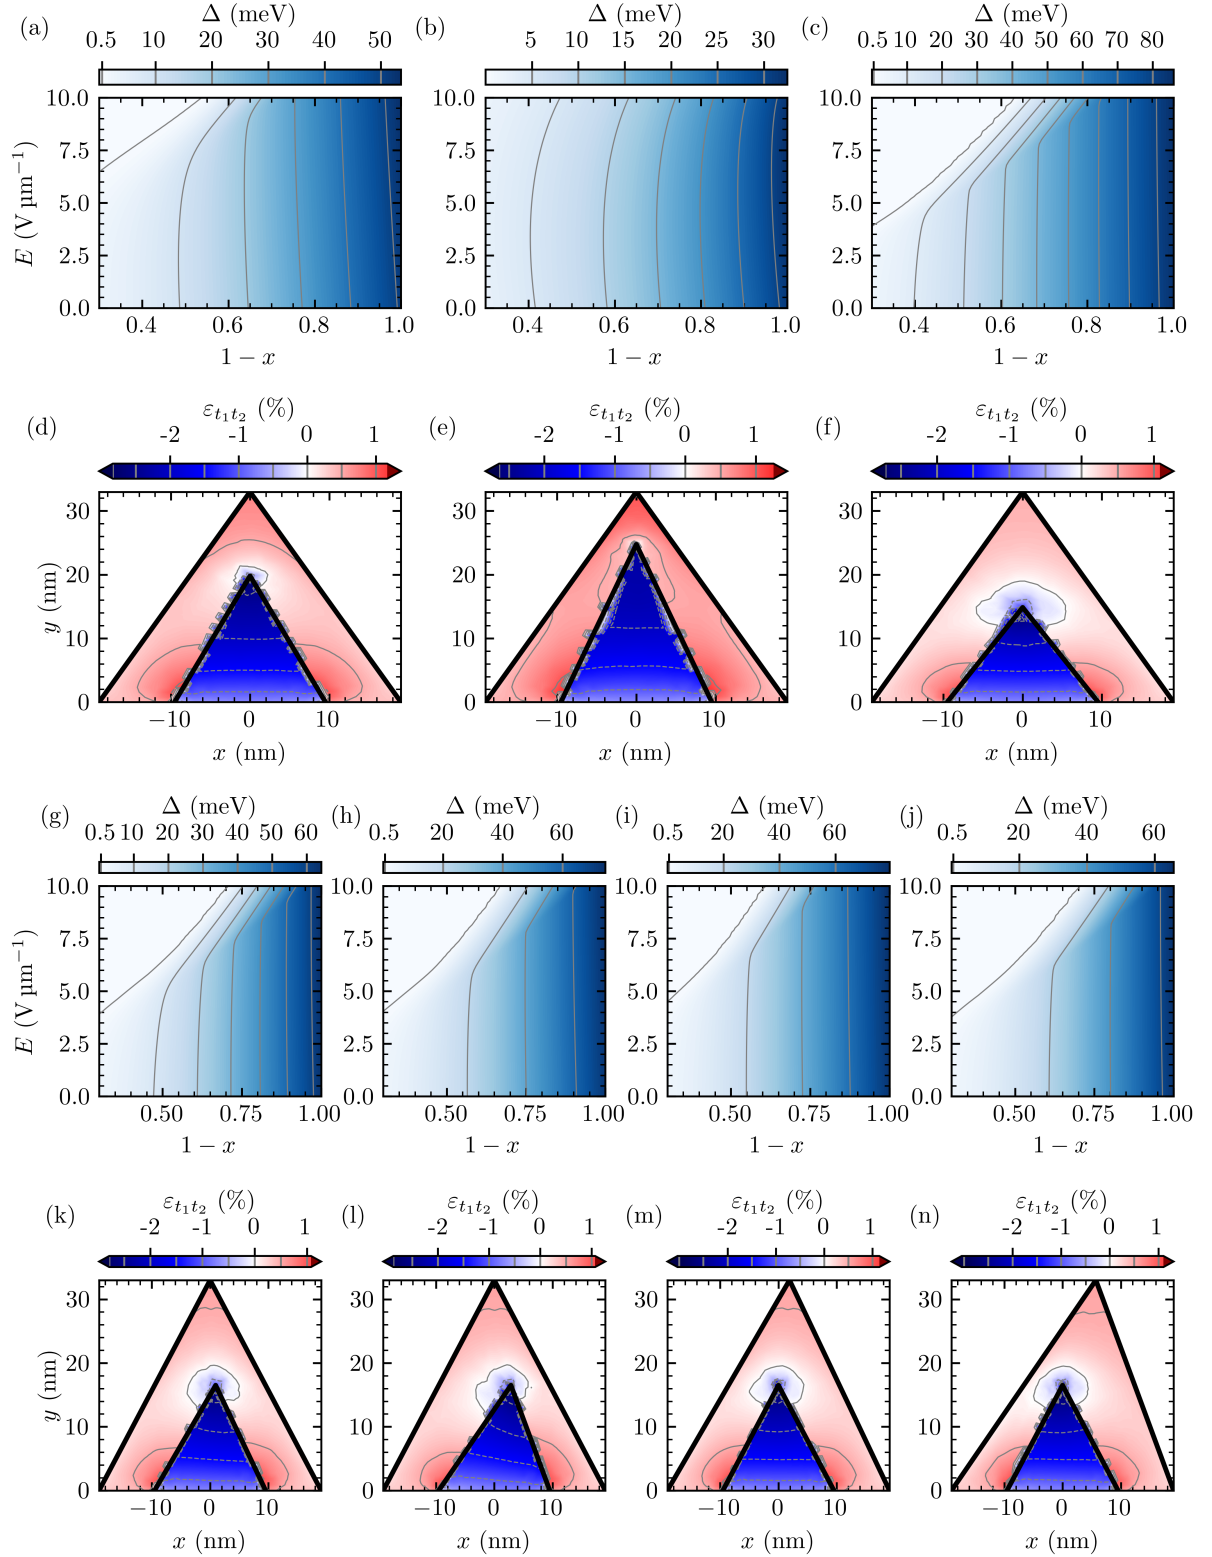 (a) Δ (meV) (b) Δ (meV) (c) Δ (meV)
0.5 10 20 30 40 50 5 10 15 20 25 30 0.5 10 20 30 40 50 60 70 80
10.0 10.0 10.0
7.5 7.5 7.5
5.0 5.0 5.0
2.5 2.5 2.5
0.0 0.0 0.0
E (V µm⁻¹)
0.4 0.6 0.8 1.0 0.4 0.6 0.8 1.0 0.4 0.6 0.8 1.0
1 − x 1 − x 1 − x
(d) ε_{t₁t₂} (%) (e) ε_{t₁t₂} (%) (f) ε_{t₁t₂} (%)
-2 -1 0 1 -2 -1 0 1 -2 -1 0 1
30 30 30
20 20 20
10 10 10
0 0 0
y (nm)
−10 0 10 −10 0 10 −10 0 10
x (nm) x (nm) x (nm)
(g) Δ (meV) (h) Δ (meV) (i) Δ (meV) (j) Δ (meV)
0.5 10 20 30 40 50 60 0.5 20 40 60 0.5 20 40 60 0.5 20 40 60
10.0 10.0 10.0 10.0
7.5 7.5 7.5 7.5
5.0 5.0 5.0 5.0
2.5 2.5 2.5 2.5
0.0 0.0 0.0 0.0
E (V µm⁻¹)
0.50 0.75 1.00 0.50 0.75 1.00 0.50 0.75 1.00 0.50 0.75 1.00
1 − x 1 − x 1 − x 1 − x
(k) ε_{t₁t₂} (%) (l) ε_{t₁t₂} (%) (m) ε_{t₁t₂} (%) (n) ε_{t₁t₂} (%)
-2 -1 0 1 -2 -1 0 1 -2 -1 0 1 -2 -1 0 1
30 30 30 30
20 20 20 20
10 10 10 10
0 0 0 0
y (nm)
−10 0 10 −10 0 10 −10 0 10 −10 0 10
x (nm) x (nm) x (nm) x (nm)